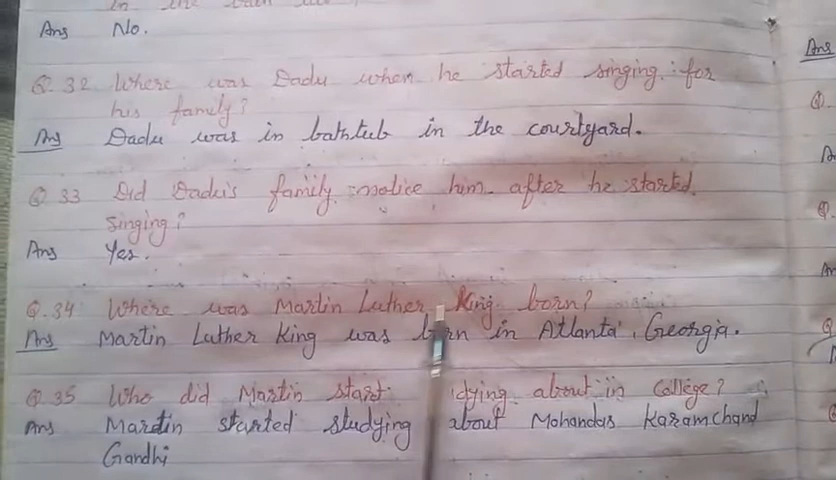 Ans No.
Q.32 Where was Dadu when he started singing for
his family?
Ans Dadu was in bathtub in the courtyard.
Q 33 Did Dadu's family notice him after he started
singing?
Ans Yes.
Q.34 Where was Martin Luther King born?
Ans Martin Luther King was born in Atlanta, Georgia.
Q.35 Who did Martin start about in College?
Ans Martin started studying about Mohandas Karamchand
Gandhi
Ans
Q